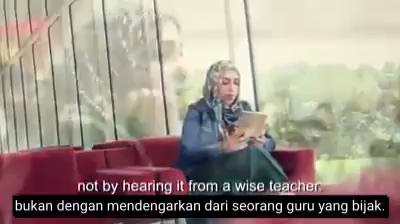 not by hearing it from a wise teacher.
bukan dengan mendengarkan dari seorang guru yang bijak.